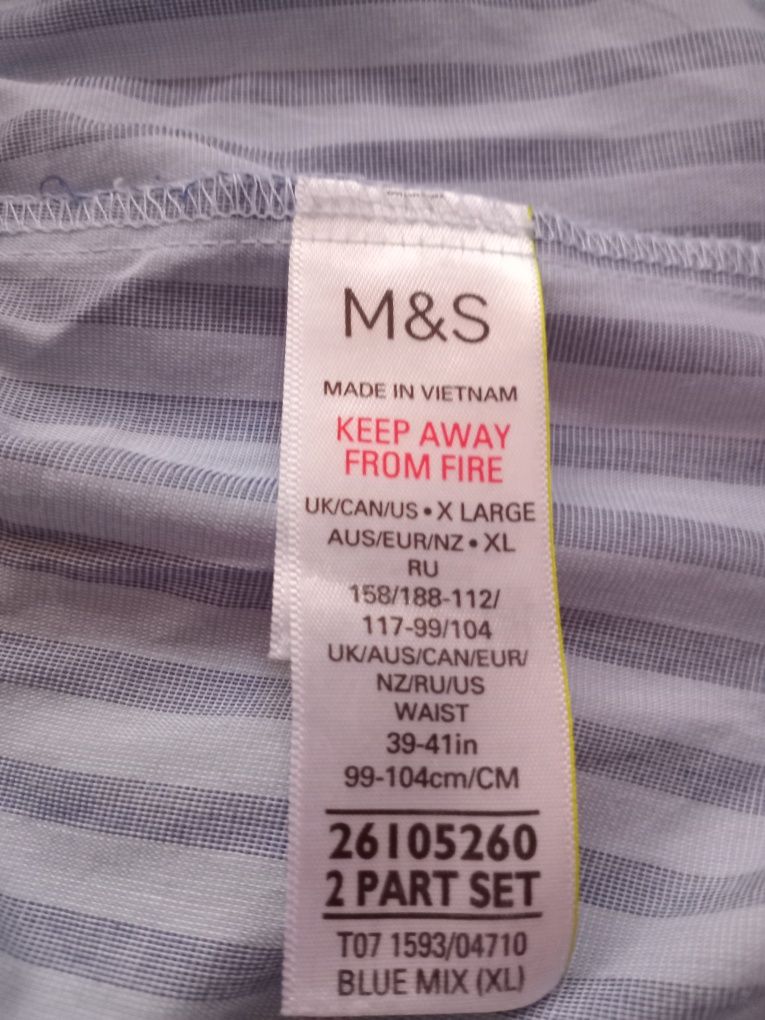 M&S
MADE IN VIETNAM
KEEP AWAY
FROM FIRE
UK/CAN/US • X LARGE
AUS/EUR/NZ • XL
RU
158/188-112/
117-99/104
UK/AUS/CAN/EUR/
NZ/RU/US
WAIST
39-41in
99-104cm/CM
26105260
2 PART SET
T07 1593/04710
BLUE MIX (XL)